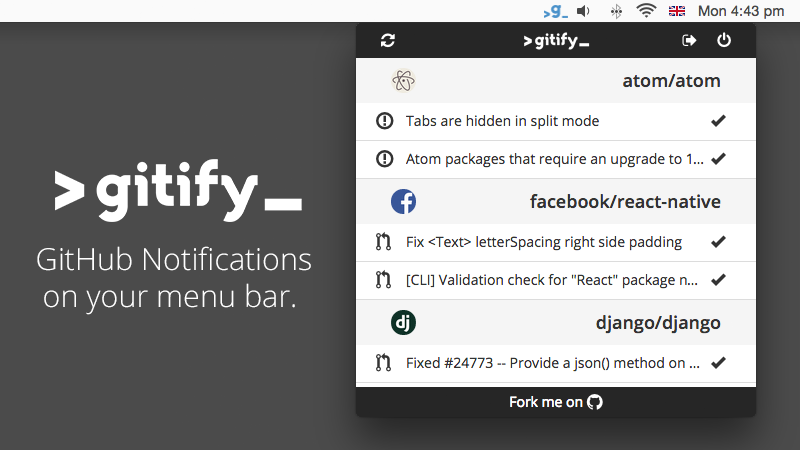 >g_
Mon 4:43 pm
>gitify_
atom/atom
Tabs are hidden in split mode
Atom packages that require an upgrade to 1...
facebook/react-native
Fix <Text> letterSpacing right side padding
[CLI] Validation check for "React" package n...
django/django
dj
Fixed #24773 -- Provide a json() method on ...
Fork me on
>gitify_
GitHub Notifications
on your menu bar.